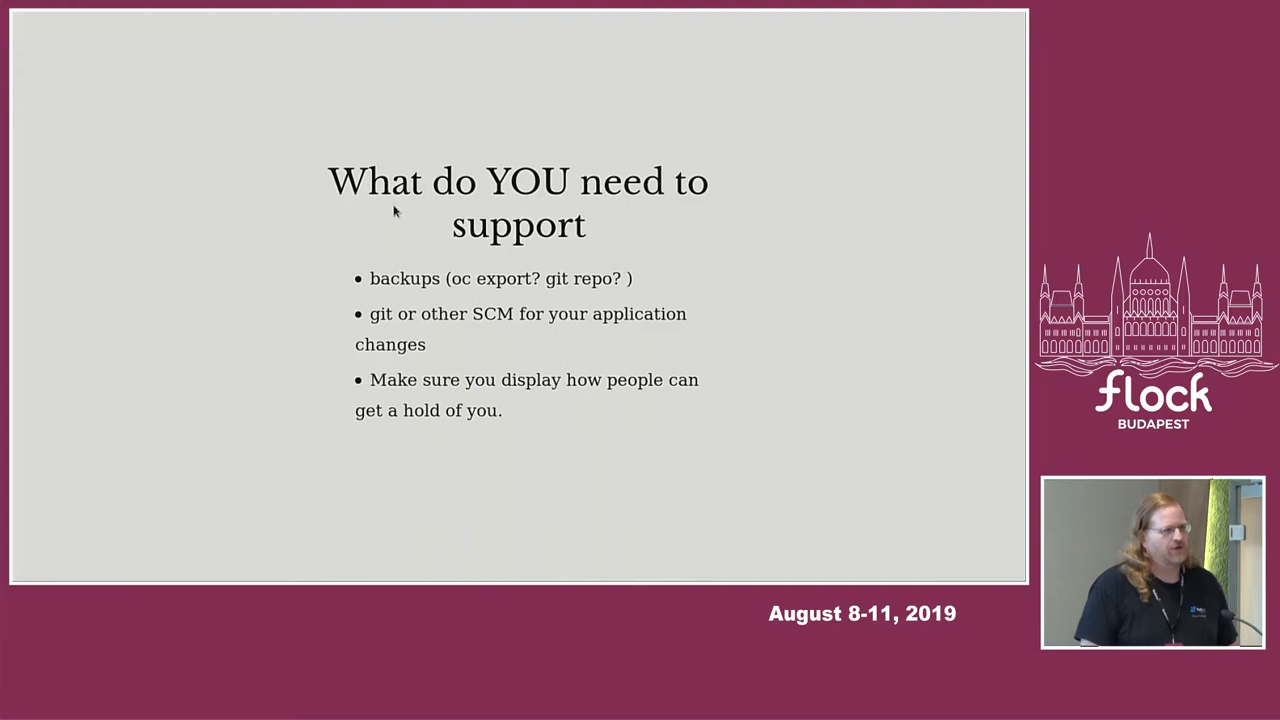 What do YOU need to
support
• backups (oc export? git repo? )
• git or other SCM for your application
changes
• Make sure you display how people can
get a hold of you.
flock
BUDAPEST
August 8-11, 2019